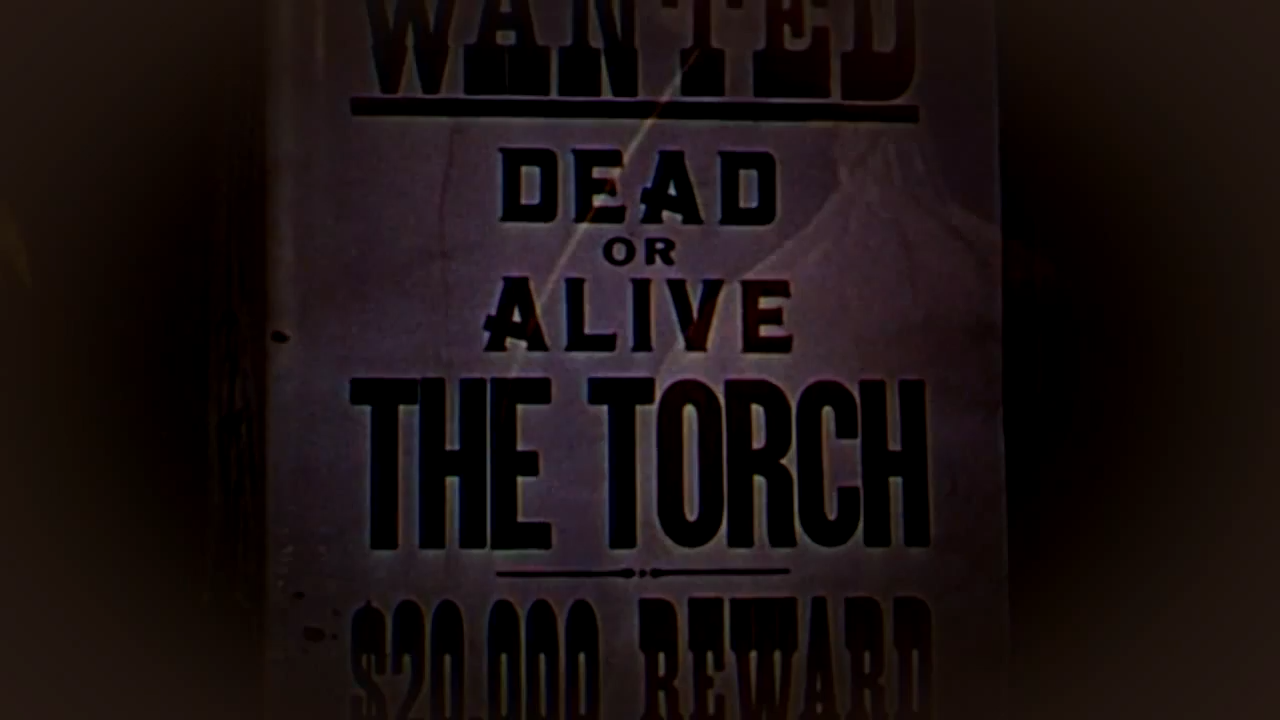 WANTED
DEAD
OR
ALIVE
THE TORCH
$20,000 REWARD